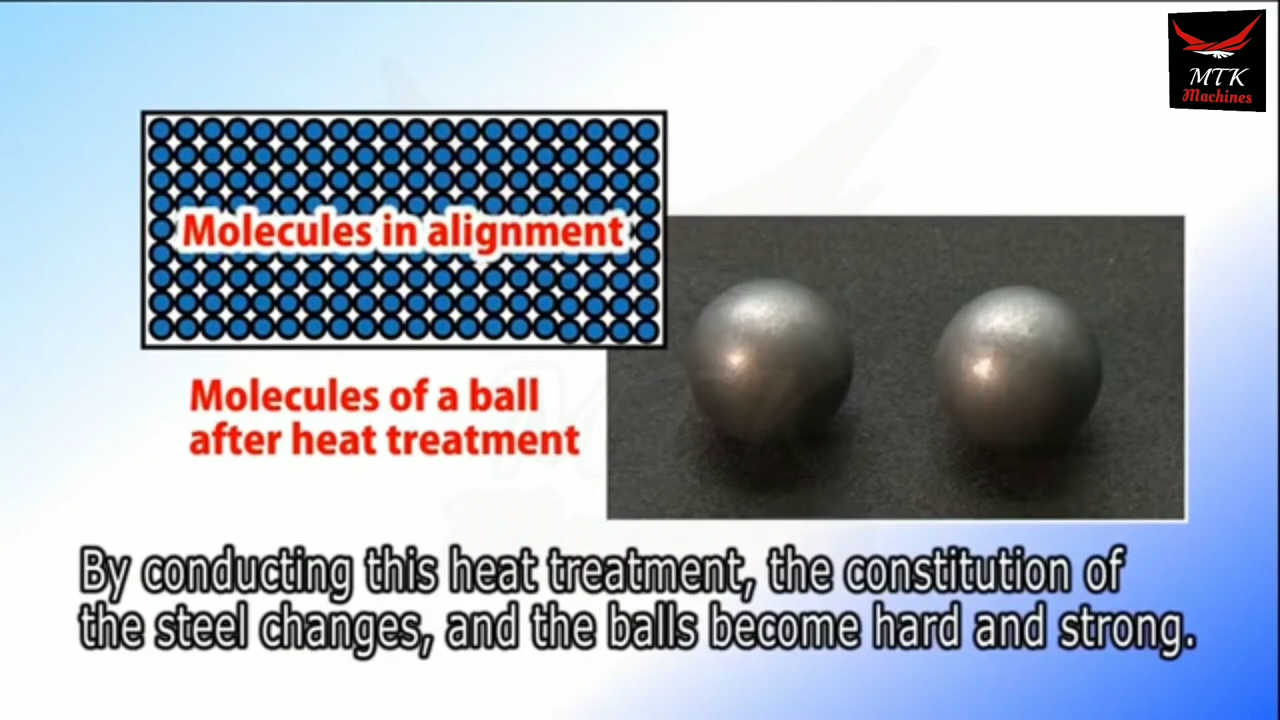 MTK
Machines
Molecules in alignment
Molecules of a ball
after heat treatment
By conducting this heat treatment, the constitution of
the steel changes, and the balls become hard and strong.